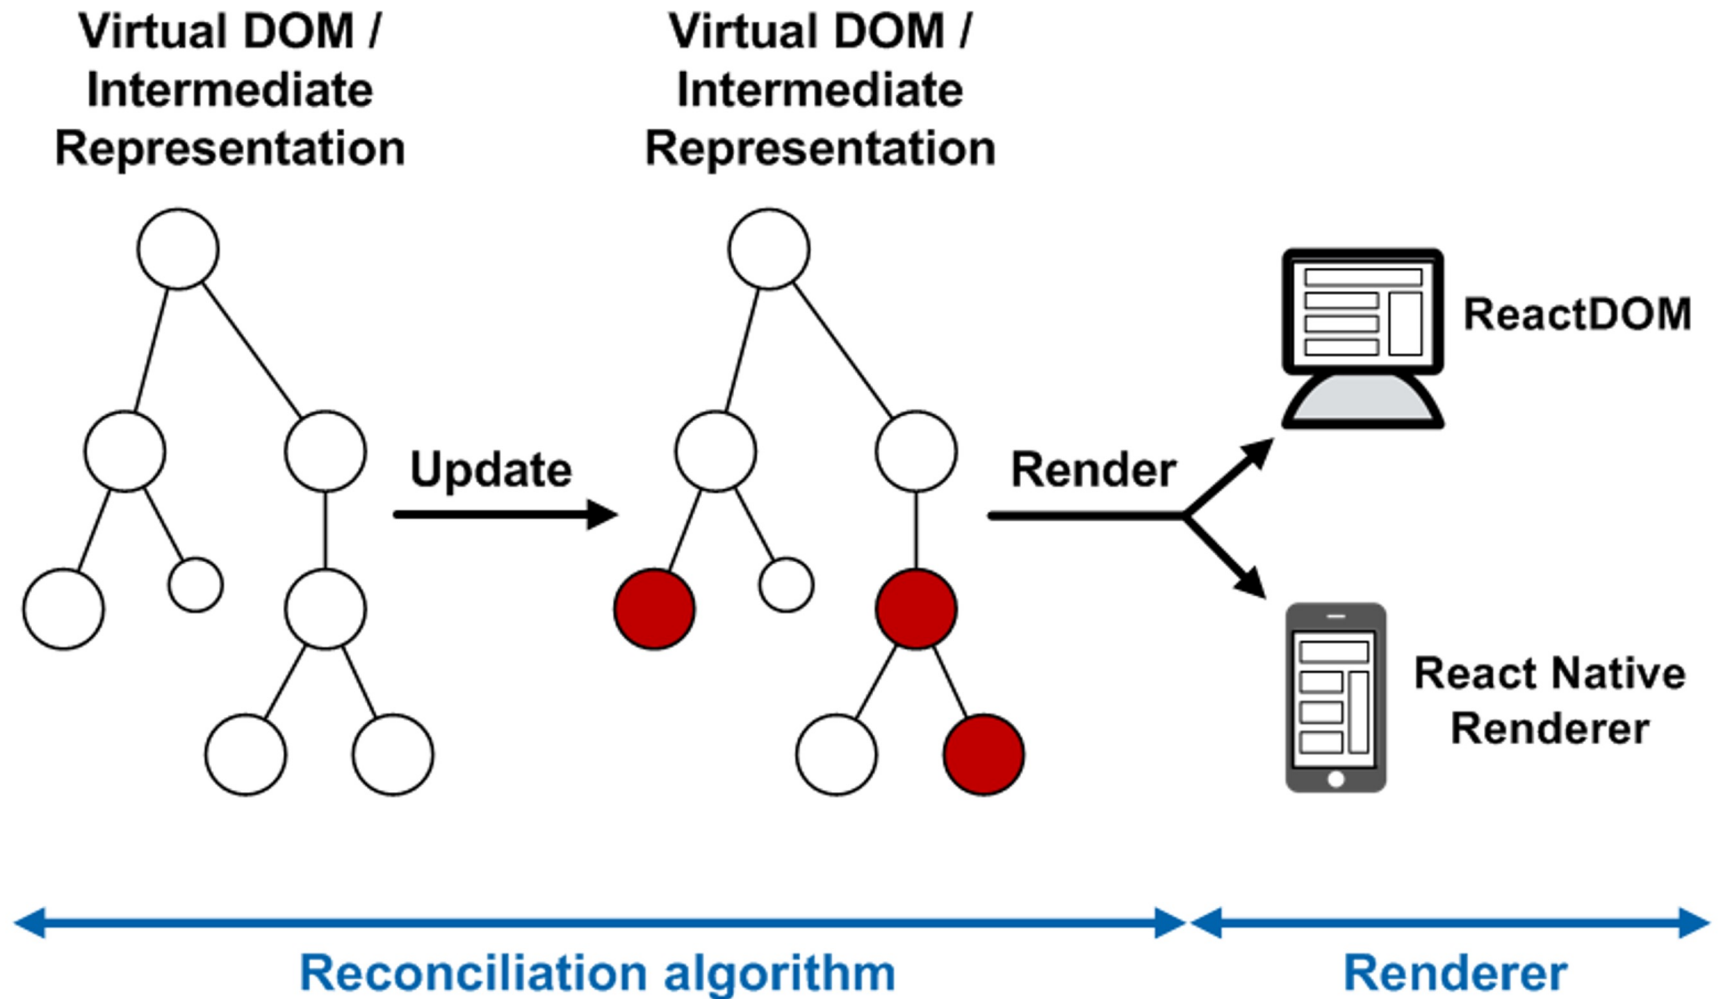 Virtual DOM /
Intermediate
Representation
Virtual DOM /
Intermediate
Representation
Update
Render
ReactDOM
React Native
Renderer
Reconciliation algorithm
Renderer